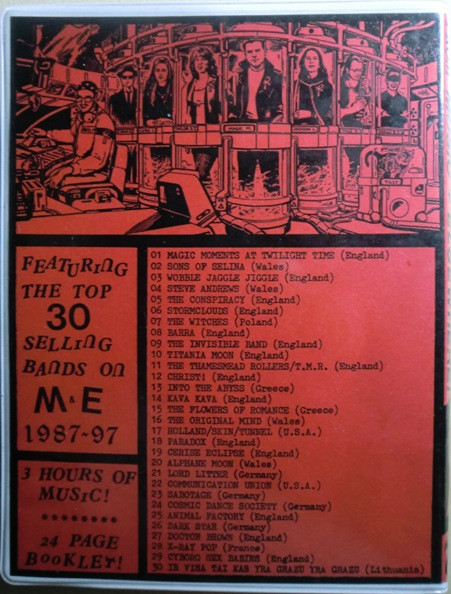 FEATURING
THE TOP
30
SELLING
BANDS ON
M & E
1987-97
3 HOURS OF
MUSIC!
********
24 PAGE
BOOKLET!
01 MAGIC MOMENTS AT TWILIGHT TIME (England)
02 SONS OF SELINA (Wales)
03 WOBBLE JAGGLE JIGGLE (England)
04 STEVE ANDREWS (Wales)
05 THE CONSPIRACY (England)
06 STORMCLOUDS (England)
07 THE WITCHES (Poland)
08 BAHRA (England)
09 THE INVISIBLE BAND (England)
10 TITANIA MOON (England)
11 THE THAMESMEAD ROLLERS/T.M.R. (England)
12 CHRIST! (England)
13 INTO THE ABYSS (Greece)
14 KAVA KAVA (England)
15 THE FLOWERS OF ROMANCE (Greece)
16 THE ORIGINAL MIND (Wales)
17 HOLLAND/SKIN/TUNNEL (U.S.A.)
18 PARADOX (England)
19 CERISE ECLIPSE (England)
20 ALPHANE MOON (Wales)
21 LORD LITTER (Germany)
22 COMMUNICATION UNION (U.S.A.)
23 SABOTAGE (Germany)
24 COSMIC DANCE SOCIETY (Germany)
25 ANIMAL FACTORY (England)
26 DARK STAR (Germany)
27 DOCTOR BROWN (England)
28 X-RAY POP (France)
29 CYBORG SEX BABIES (England)
30 IR VISA TAI KAS YRA GRAZU YRA GRAZU (Lithuania)